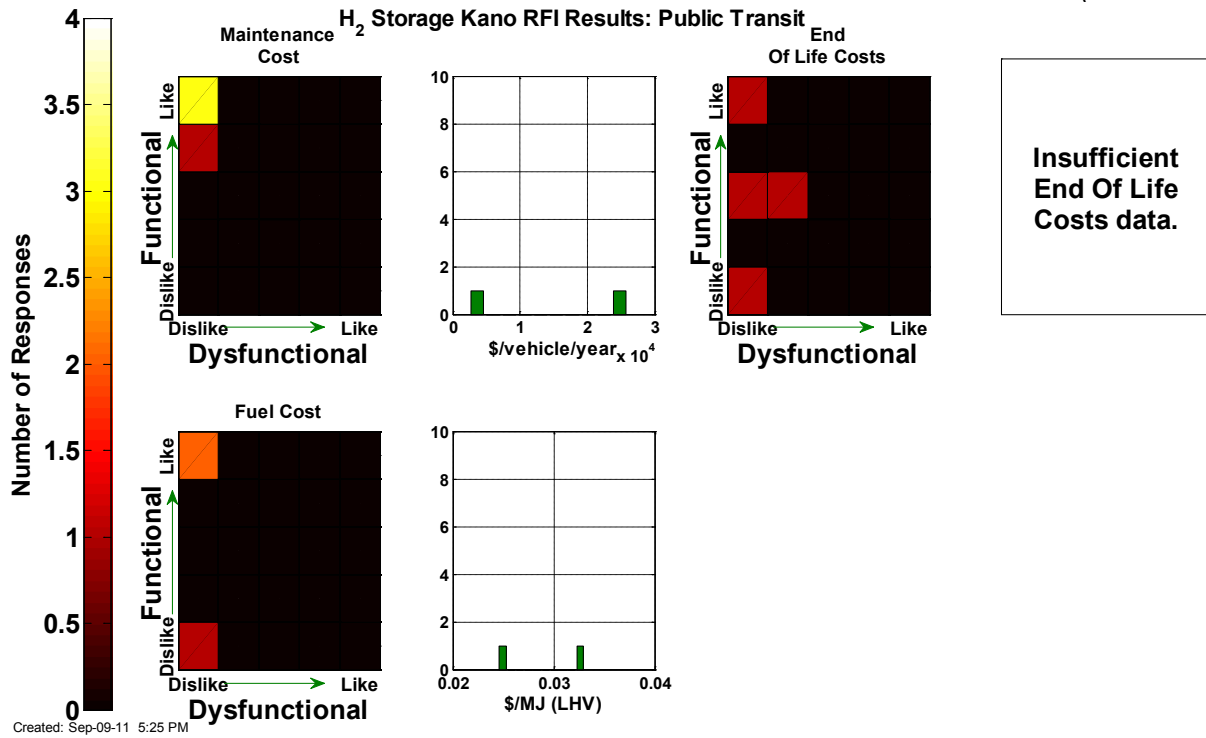 H2 Storage Kano RFI Results: Public Transit
4
3.5
3
2.5
2
1.5
1
0.5
0
Number of Responses
Maintenance
Cost
Like
Functional
Dislike
Dislike
Like
Dysfunctional
10
8
6
4
2
0
0
1
2
3
$/vehicle/year
x 10^4
End
Of Life Costs
Like
Functional
Dislike
Dislike
Like
Dysfunctional
Insufficient
End Of Life
Costs data.
Fuel Cost
Like
Functional
Dislike
Dislike
Like
Dysfunctional
10
8
6
4
2
0
0.02
0.03
0.04
$/MJ (LHV)
Created: Sep-09-11 5:25 PM